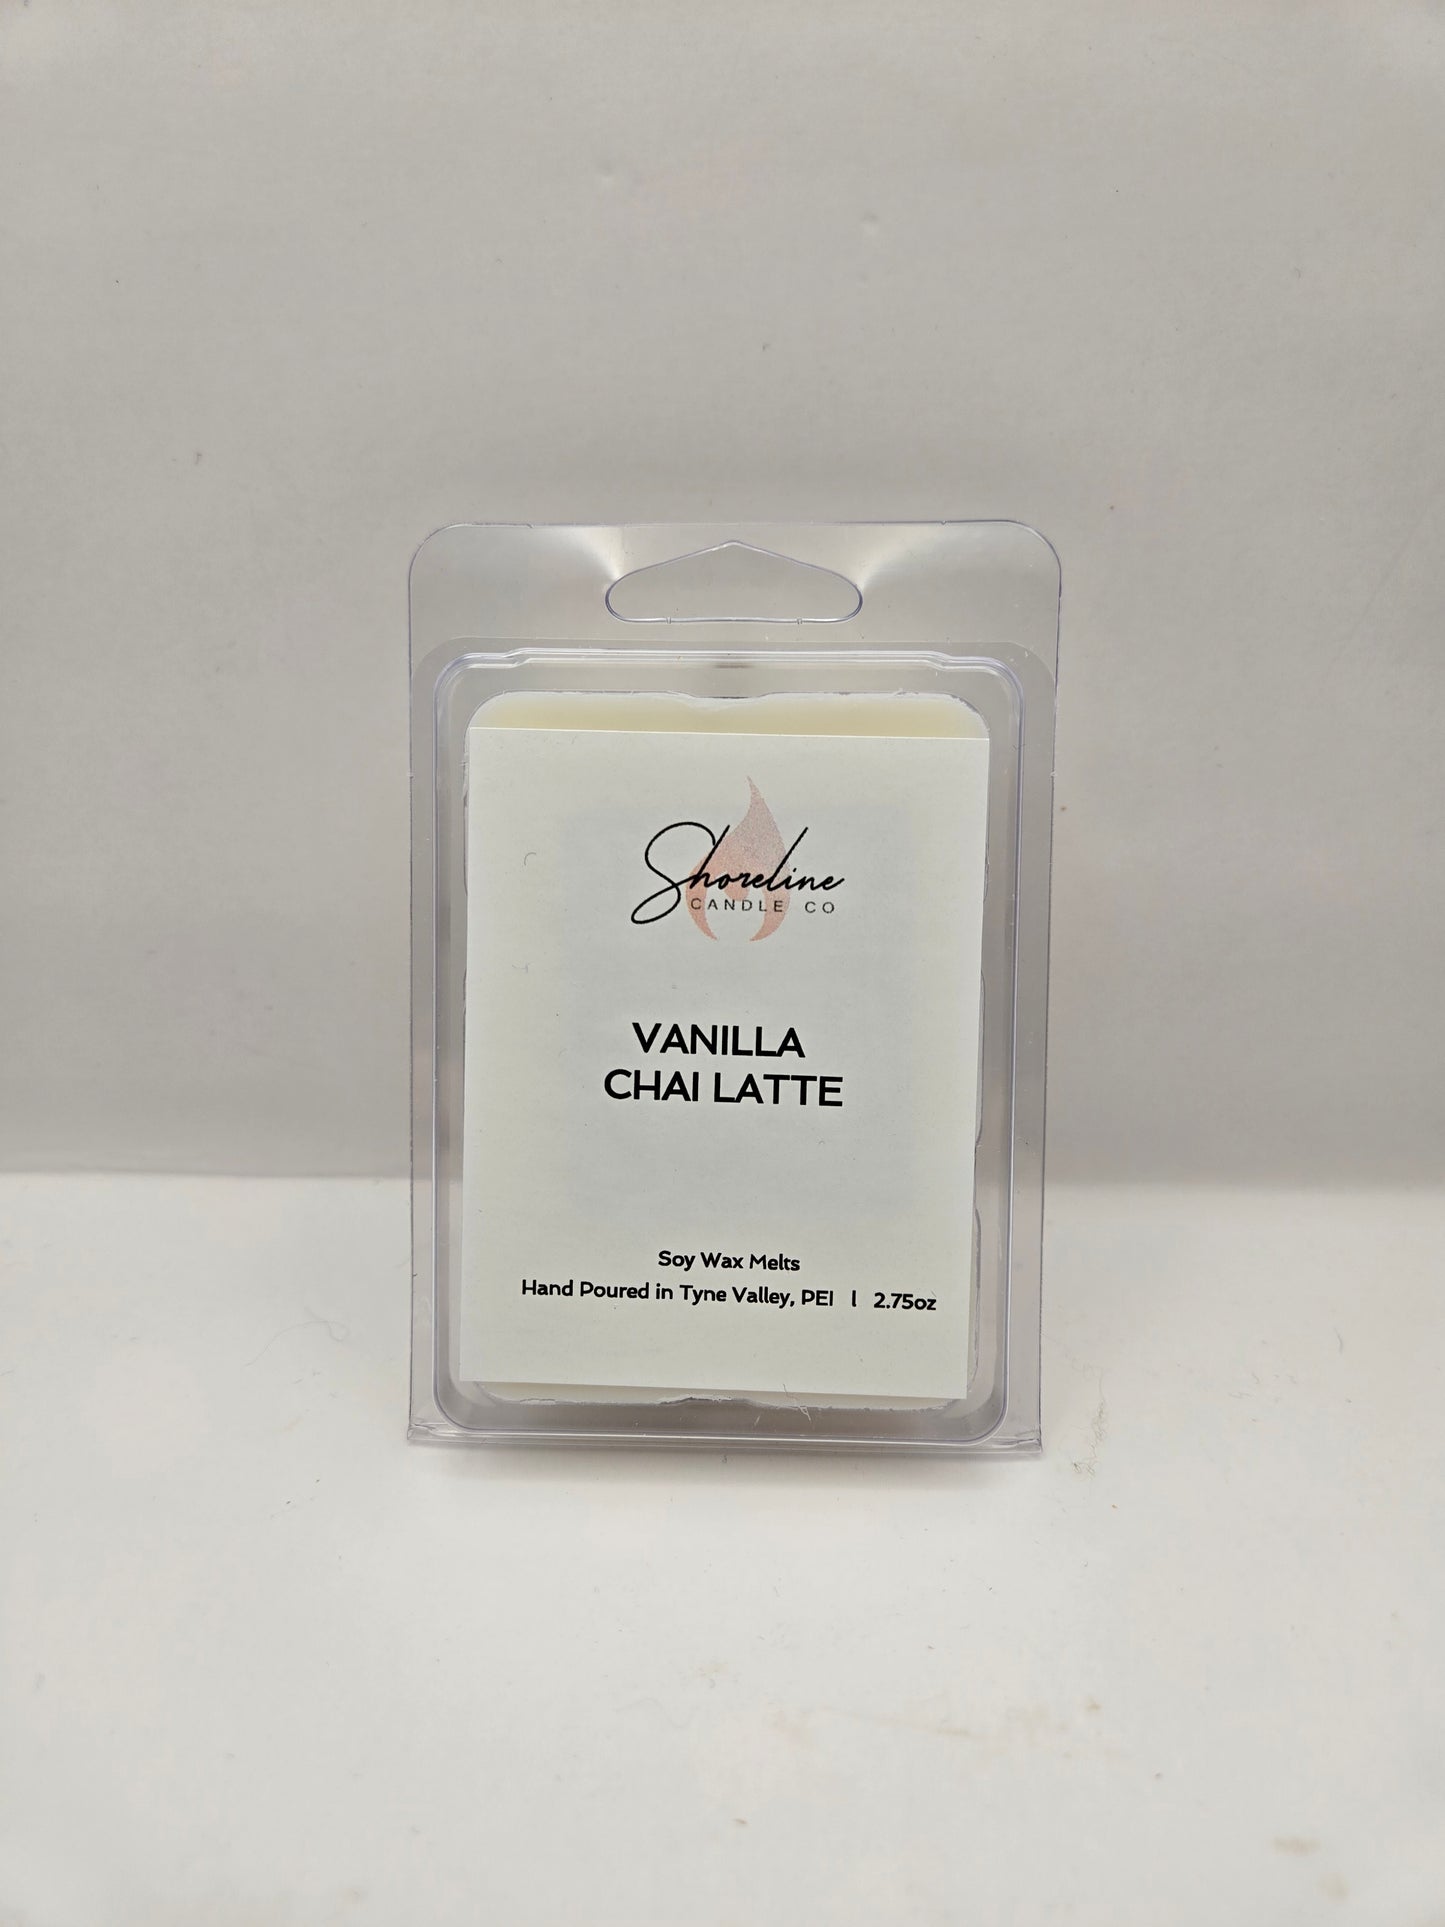 Shoreline
CANDLE CO
VANILLA
CHAI LATTE
Soy Wax Melts
Hand Poured in Tyne Valley, PEI | 2.75oz